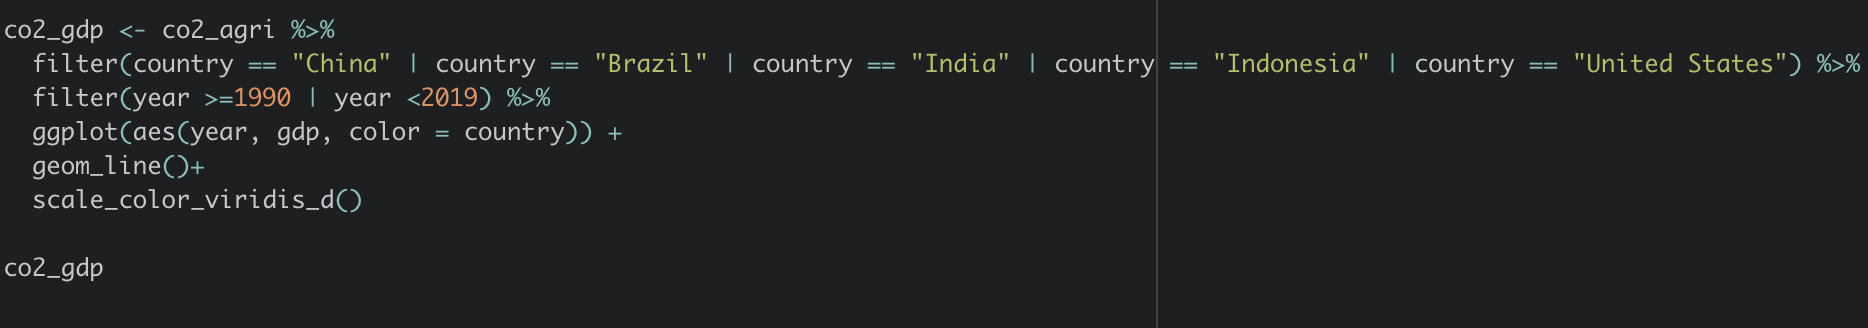 co2_gdp <- co2_agri %>%
  filter(country == "China" | country == "Brazil" | country == "India" | country == "Indonesia" | country == "United States") %>%
  filter(year >=1990 | year <2019) %>%
  ggplot(aes(year, gdp, color = country)) +
  geom_line()+
  scale_color_viridis_d()

co2_gdp